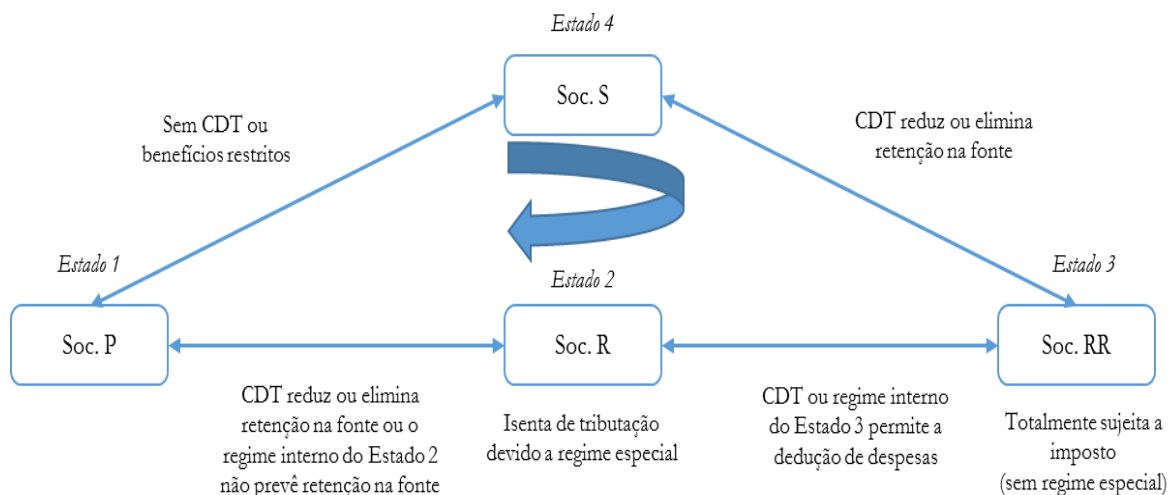 Estado 4
Soc. S
Sem CDT ou
benefícios restritos
CDT reduz ou elimina
retenção na fonte
Estado 1
Estado 2
Estado 3
Soc. P
Soc. R
Soc. RR
CDT reduz ou elimina
retenção na fonte ou o
regime interno do Estado 2
não prevê retenção na fonte
Isenta de tributação
devido a regime especial
CDT ou regime interno
do Estado 3 permite a
dedução de despesas
Totalmente sujeita a
imposto
(sem regime especial)